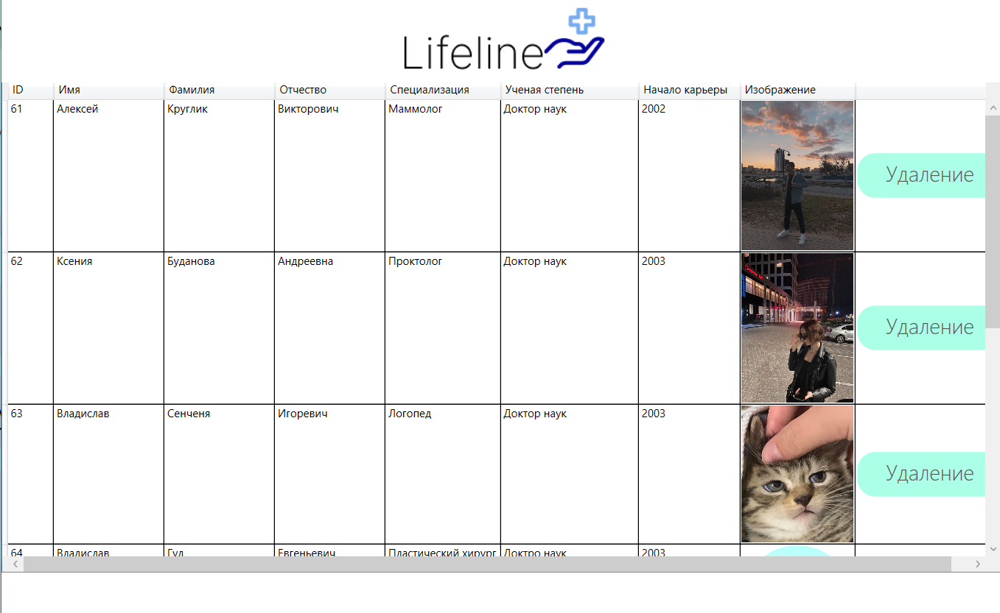 Lifeline
ID Имя Фамилия Отчество Специализация Ученая степень Начало карьеры Изображение
61 Алексей Круглик Викторович Маммолог Доктор наук 2002
Удаление
62 Ксения Буданова Андреевна Проктолог Доктор наук 2003
Удаление
63 Владислав Сенченя Игоревич Логопед Доктор наук 2003
Удаление
64 Владислав Гуд Евгеньевич Пластический хирург Доктро наук 2003